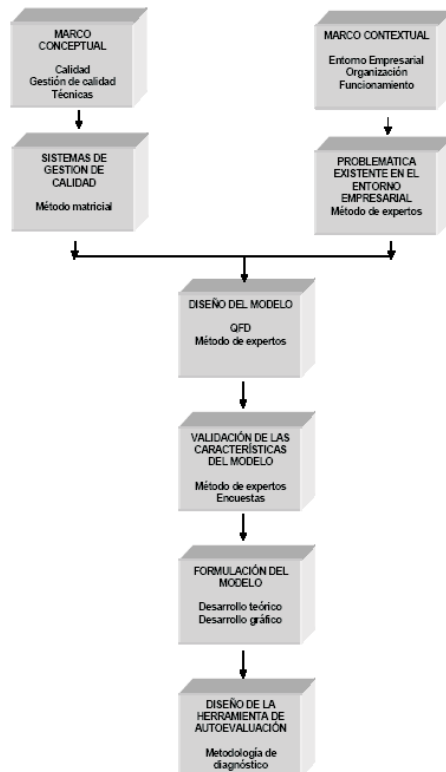 MARCO
CONCEPTUAL
Calidad
Gestión de calidad
Técnicas
MARCO CONTEXTUAL
Entorno Empresarial
Organización
Funcionamiento
SISTEMAS DE
GESTION DE
CALIDAD
Método matricial
PROBLEMÁTICA
EXISTENTE EN EL
ENTORNO
EMPRESARIAL
Método de expertos
DISEÑO DEL MODELO
QFD
Método de expertos
VALIDACIÓN DE LAS
CARACTERÍSTICAS
DEL MODELO
Método de expertos
Encuestas
FORMULACIÓN DEL
MODELO
Desarrollo teórico
Desarrollo gráfico
DISEÑO DE LA
HERRAMIENTA DE
AUTOEVALUACIÓN
Metodología de
diagnóstico